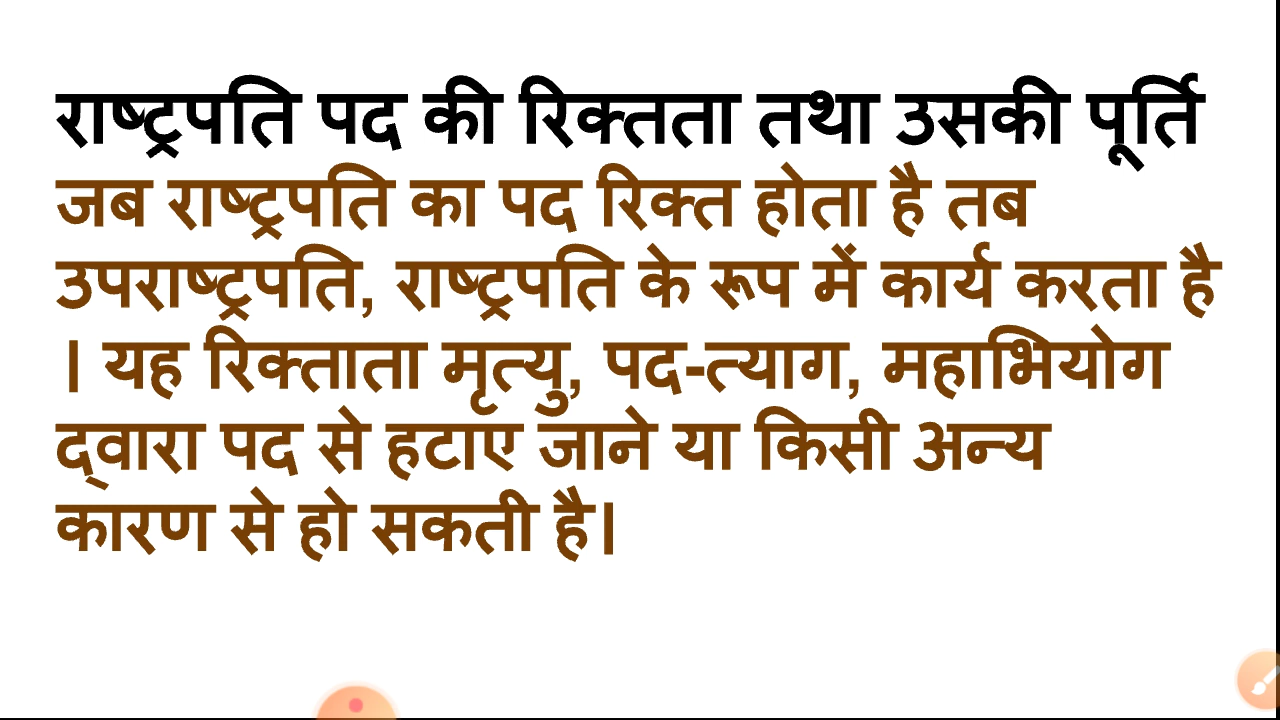 राष्ट्रपति पद की रिक्तता तथा उसकी पूर्ति
जब राष्ट्रपति का पद रिक्त होता है तब
उपराष्ट्रपति, राष्ट्रपति के रूप में कार्य करता है
। यह रिक्ताता मृत्यु, पद-त्याग, महाभियोग
द्वारा पद से हटाए जाने या किसी अन्य
कारण से हो सकती है।